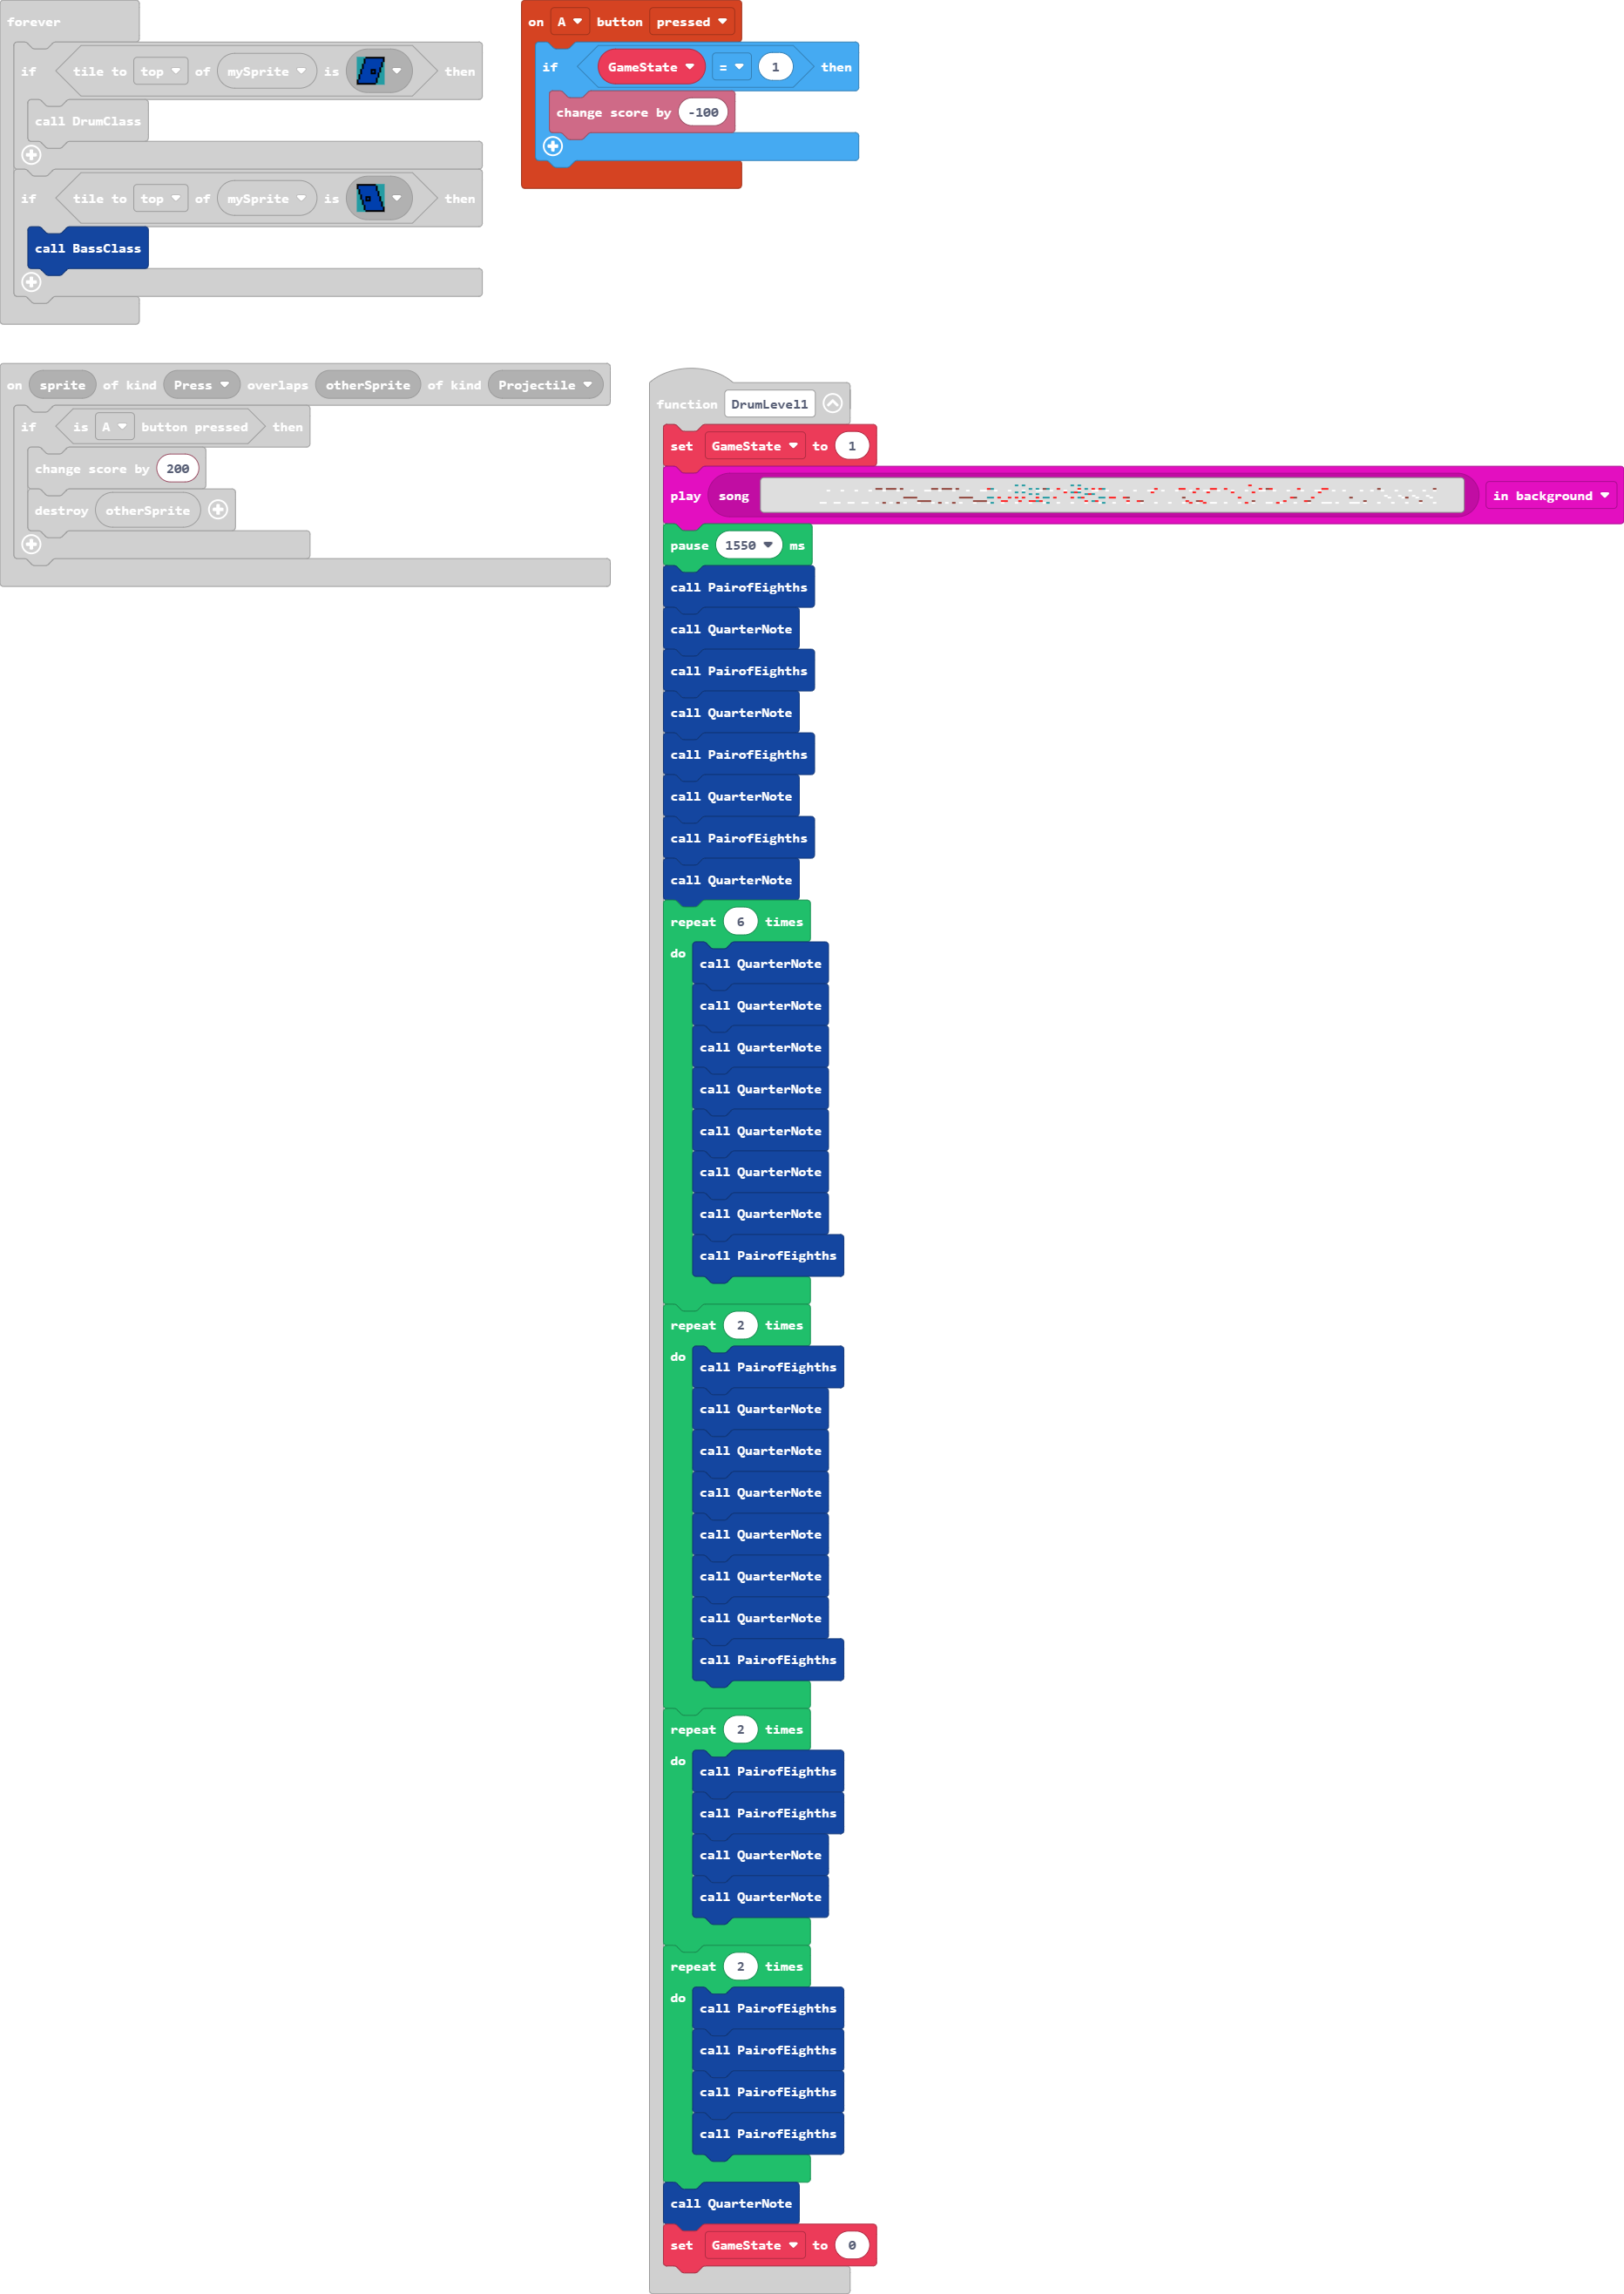 forever
if tile to top of mySprite is then
call DrumClass
if tile to top of mySprite is then
call BassClass
on A button pressed
if GameState = 1 then
change score by -100
on sprite of kind Press overlaps otherSprite of kind Projectile
if is A button pressed then
change score by 200
destroy otherSprite
function DrumLevel1
set GameState to 1
play song in background
pause 1550 ms
call PairofEighths
call QuarterNote
call PairofEighths
call QuarterNote
call PairofEighths
call QuarterNote
call PairofEighths
call QuarterNote
repeat 6 times
do
call QuarterNote
call QuarterNote
call QuarterNote
call QuarterNote
call QuarterNote
call QuarterNote
call QuarterNote
call PairofEighths
repeat 2 times
do
call PairofEighths
call QuarterNote
call QuarterNote
call QuarterNote
call QuarterNote
call QuarterNote
call QuarterNote
call PairofEighths
repeat 2 times
do
call PairofEighths
call PairofEighths
call QuarterNote
call QuarterNote
repeat 2 times
do
call PairofEighths
call PairofEighths
call PairofEighths
call PairofEighths
call QuarterNote
set GameState to 0